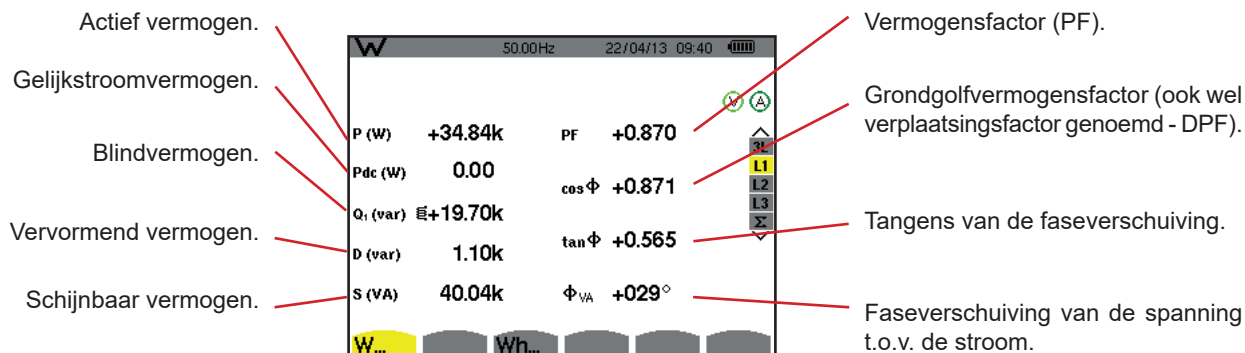 Actief vermogen.
Gelijkstroomvermogen.
Blindvermogen.
Vervormend vermogen.
Schijnbaar vermogen.
W 50.00Hz 22/04/13 09:40
V A
P (W) +34.84k PF +0.870
Pdc (W) 0.00
cos Φ +0.871
Q₁ (var) +19.70k
tan Φ +0.565
D (var) 1.10k
S (VA) 40.04k Φ VA +029°
3L
L1
L2
L3
Σ
W... Wh...
Vermogensfactor (PF).
Grondgolfvermogensfactor (ook wel
verplaatsingsfactor genoemd - DPF).
Tangens van de faseverschuiving.
Faseverschuiving van de spanning
t.o.v. de stroom.